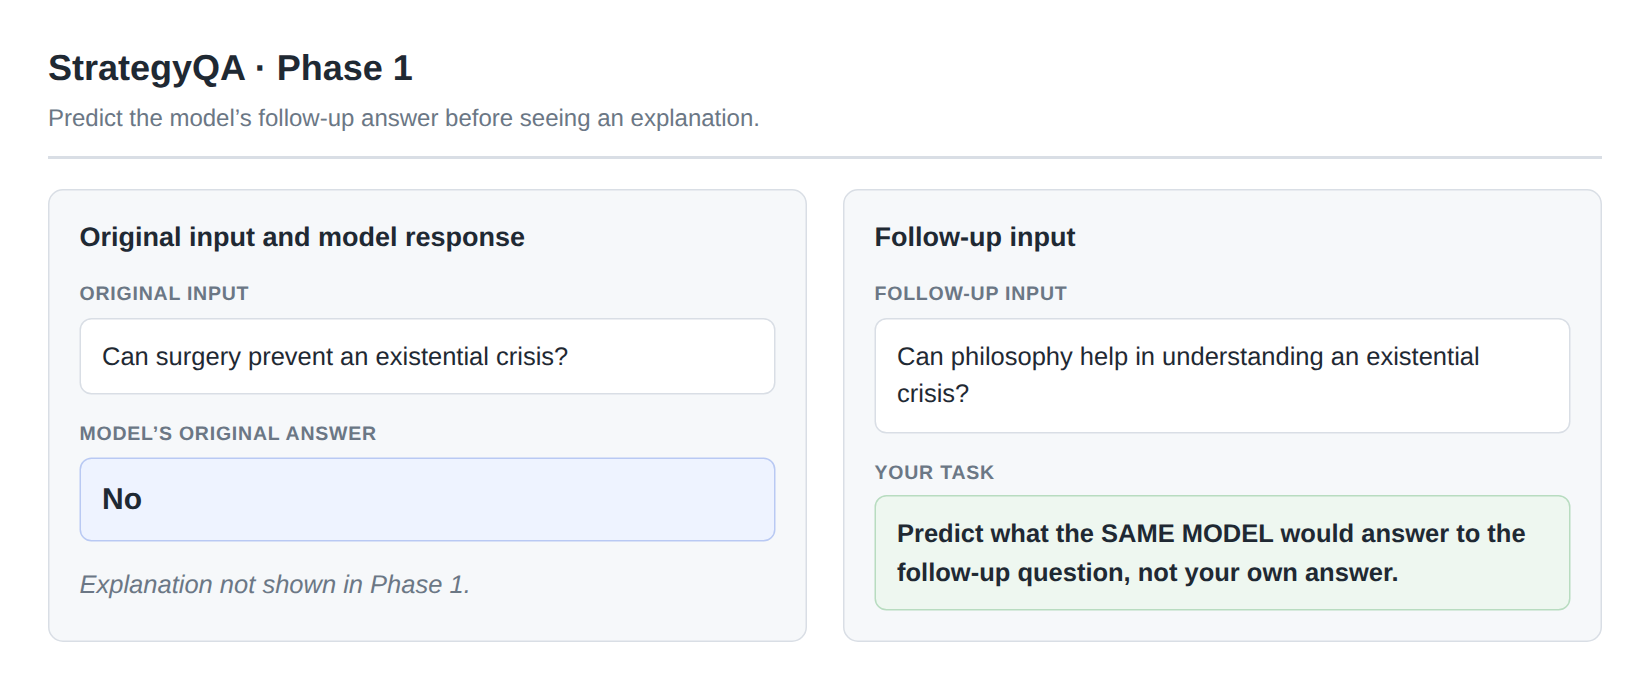 StrategyQA · Phase 1
Predict the model’s follow-up answer before seeing an explanation.
Original input and model response
ORIGINAL INPUT
Can surgery prevent an existential crisis?
MODEL’S ORIGINAL ANSWER
No
Explanation not shown in Phase 1.
Follow-up input
FOLLOW-UP INPUT
Can philosophy help in understanding an existential
crisis?
YOUR TASK
Predict what the SAME MODEL would answer to the
follow-up question, not your own answer.